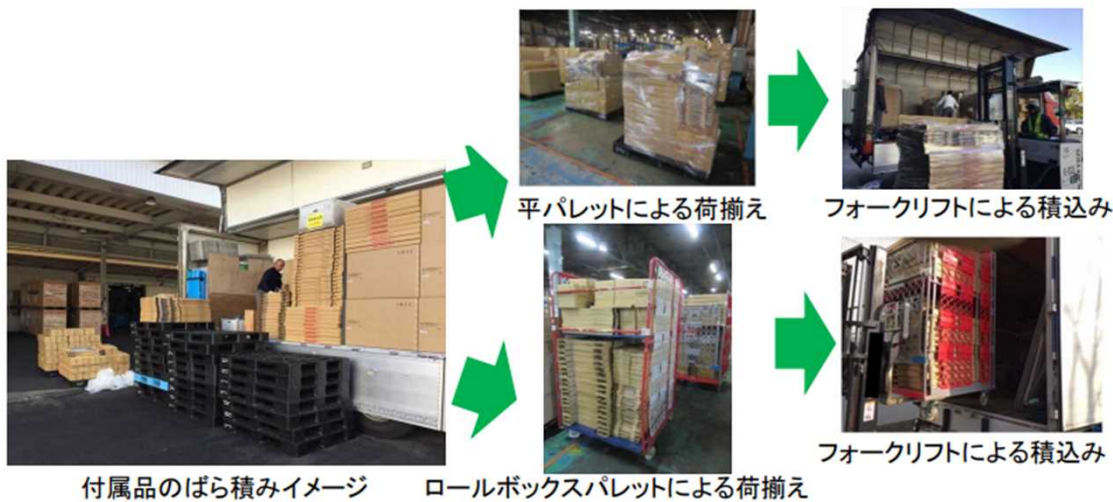 平パレットによる荷揃え
フォークリフトによる積込み
付属品のばら積みイメージ
ロールボックスパレットによる荷揃え
フォークリフトによる積込み